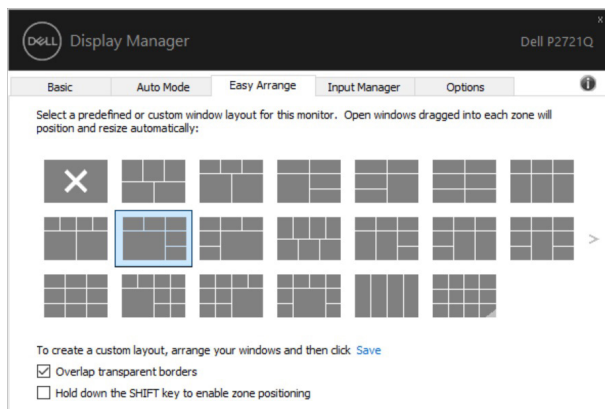 DELL Display Manager Dell P2721Q
Basic Auto Mode Easy Arrange Input Manager Options
Select a predefined or custom window layout for this monitor. Open windows dragged into each zone will
position and resize automatically:
To create a custom layout, arrange your windows and then click Save
Overlap transparent borders
Hold down the SHIFT key to enable zone positioning